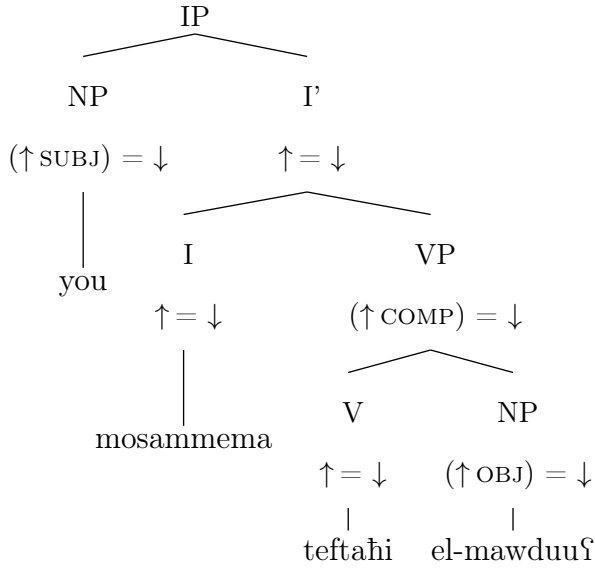 IP
NP I’
(↑ SUBJ) = ↓ ↑ = ↓
I VP
you
↑ = ↓ (↑ COMP) = ↓
V NP
mosammema
↑ = ↓ (↑ OBJ) = ↓
teftaħi el-mawduuʕ